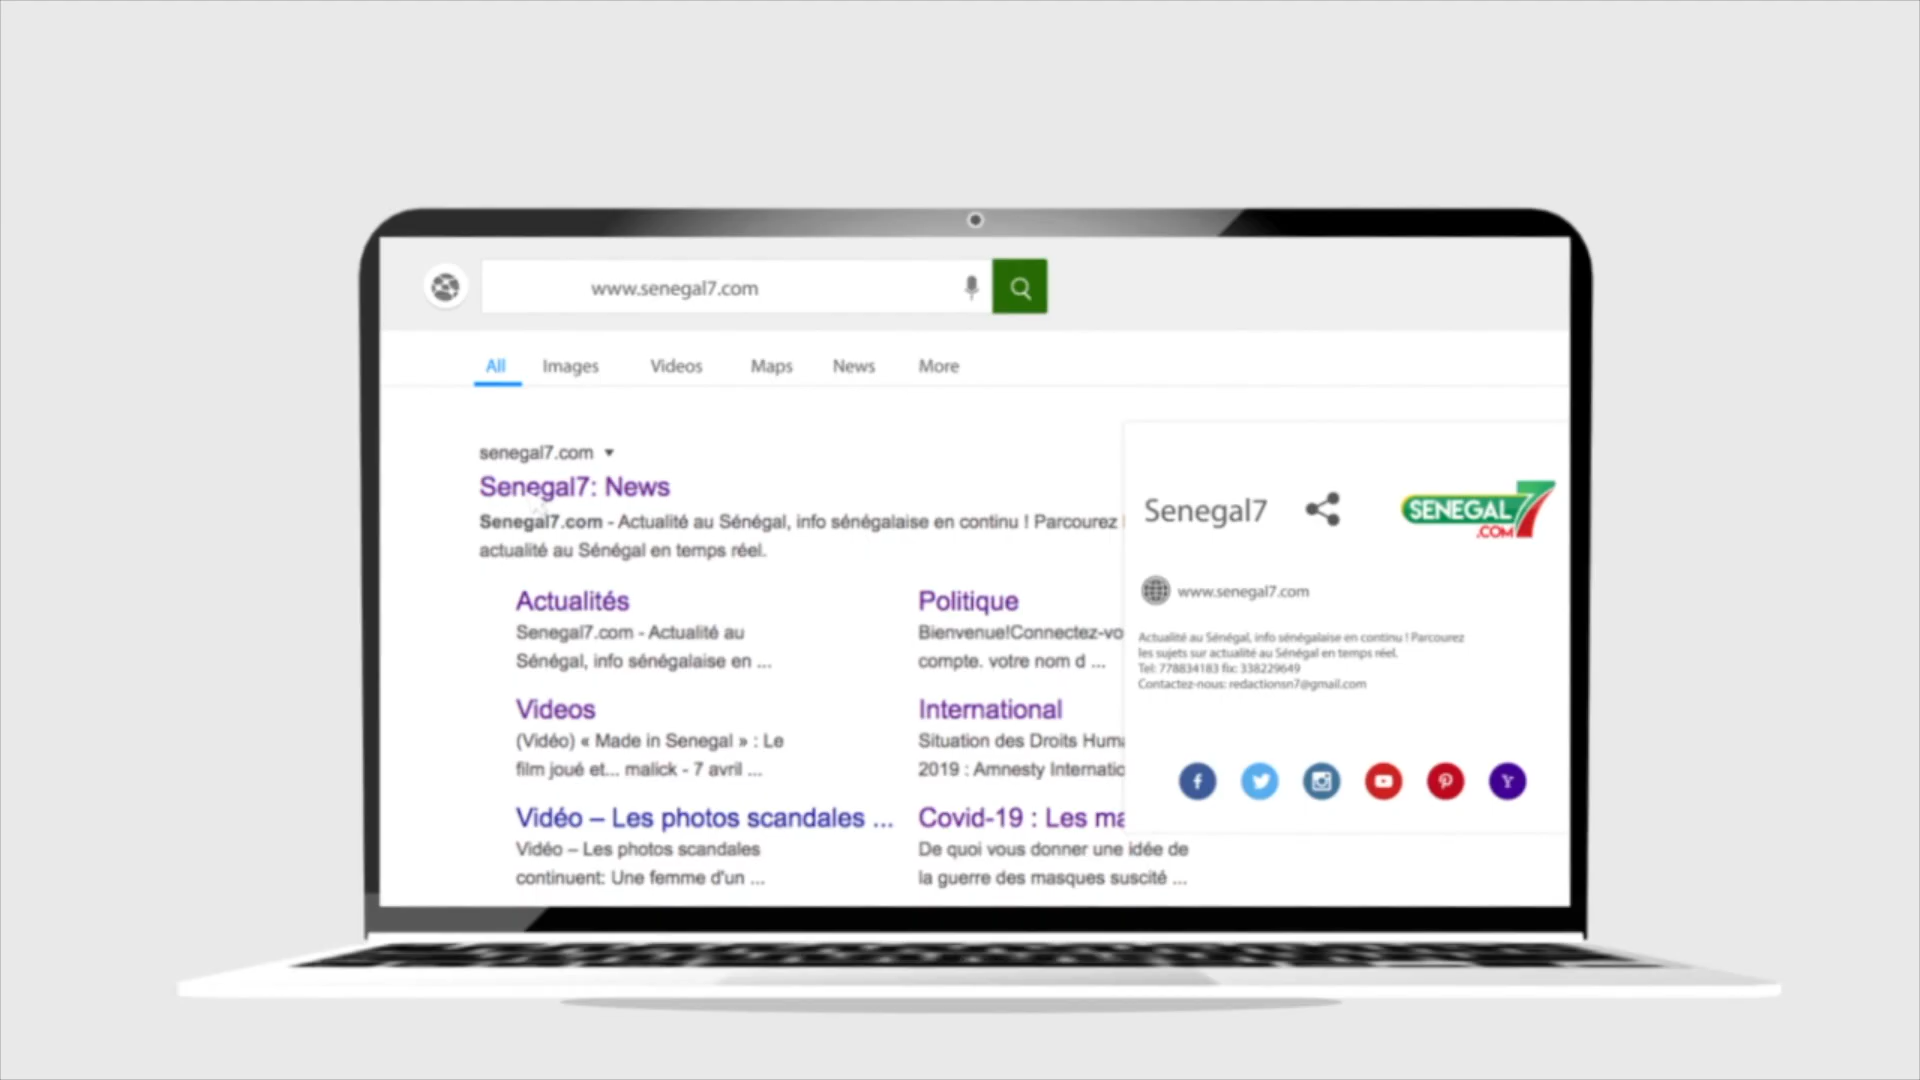 www.senegal7.com
All Images Videos Maps News More
senegal7.com
Senegal7: News
Senegal7.com - Actualité au Sénégal, info sénégalaise en continu ! Parcourez
actualité au Sénégal en temps réel.
Actualités
Senegal7.com - Actualité au
Sénégal, info sénégalaise en ...
Politique
Bienvenue!Connectez-vo
compte. votre nom d ...
Videos
(Vidéo) « Made in Senegal » : Le
film joué et... malick - 7 avril ...
International
Situation des Droits Huma
2019 : Amnesty Internatic
Vidéo – Les photos scandales ...
Vidéo – Les photos scandales
continuent: Une femme d'un ...
Covid-19 : Les ma
De quoi vous donner une idée de
la guerre des masques suscité ...
Senegal7
SENEGAL 7
.COM
www.senegal7.com
Actualité au Sénégal, info sénégalaise en continu ! Parcourez
les sujets sur actualité au Sénégal en temps réel.
Tel: 778834183 fix: 338229649
Contactez-nous: redactionsn7@gmail.com